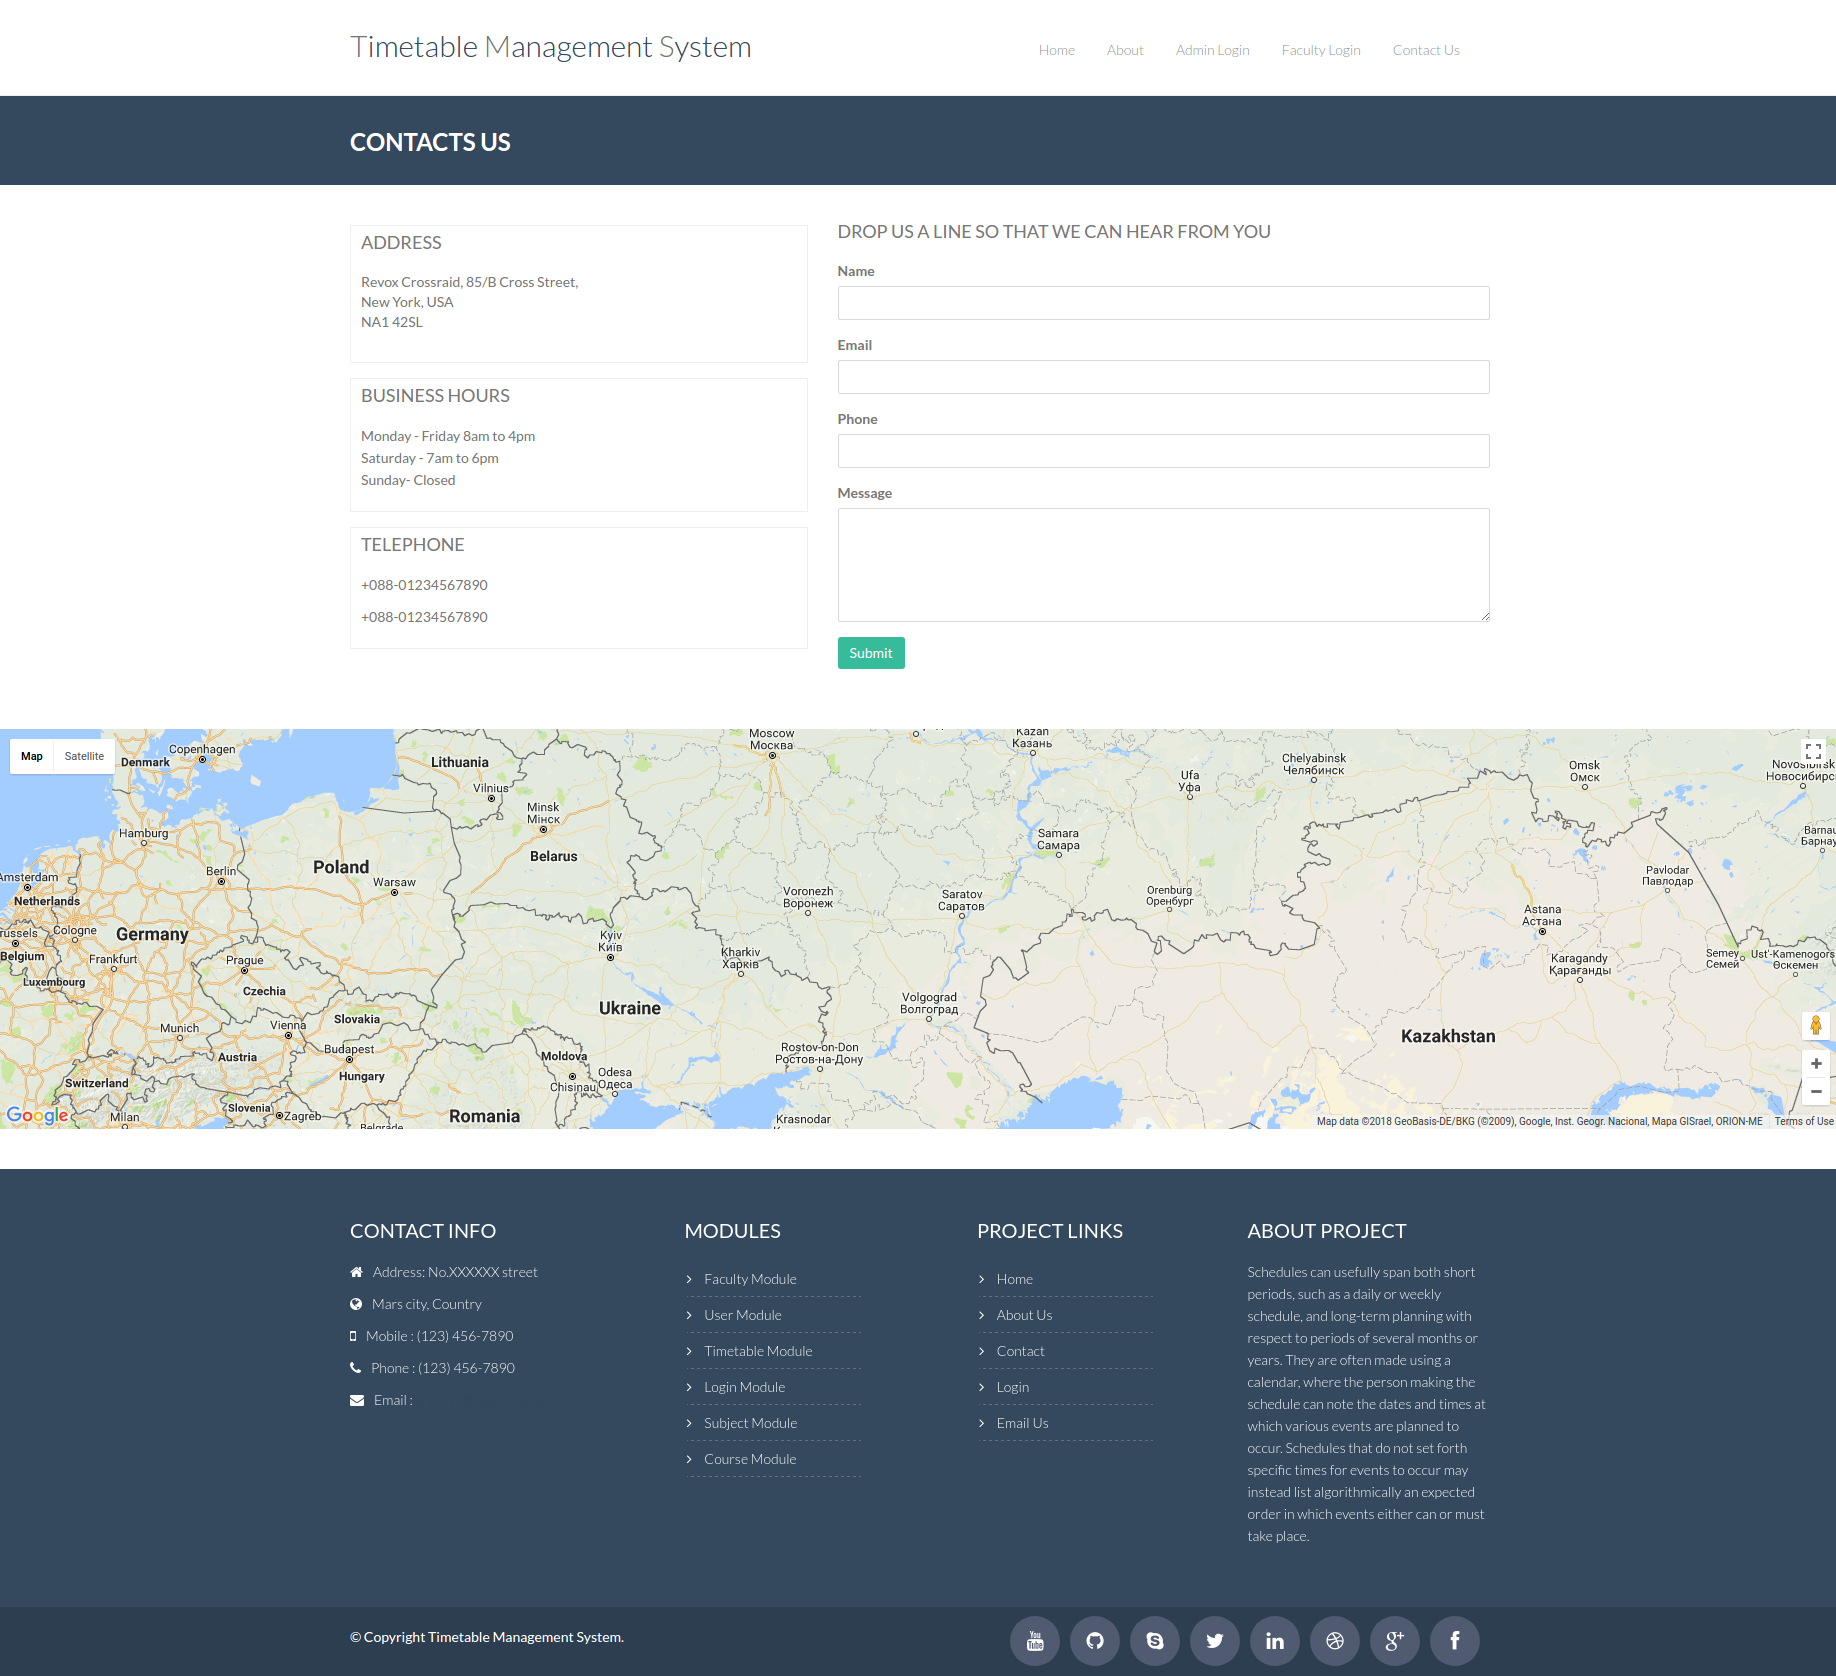 Timetable Management System
Home
About
Admin Login
Faculty Login
Contact Us
CONTACTS US
ADDRESS
Revox Crossraid, 85/B Cross Street,
New York, USA
NA1 42SL
BUSINESS HOURS
Monday - Friday 8am to 4pm
Saturday - 7am to 6pm
Sunday- Closed
TELEPHONE
+088-01234567890
+088-01234567890
DROP US A LINE SO THAT WE CAN HEAR FROM YOU
Name
Email
Phone
Message
Submit
Map
Satellite
Denmark
Copenhagen
Lithuania
Vilnius
Minsk
Мінск
Belarus
Moscow
Москва
Kazan
Казань
Ufa
Уфа
Chelyabinsk
Челябинск
Omsk
Омск
Novosibirsk
Новосибирс
Hamburg
Berlin
Poland
Warsaw
Samara
Самара
Barnau
Барнау
Amsterdam
Netherlands
Voronezh
Воронеж
Saratov
Саратов
Orenburg
Оренбург
Pavlodar
Павлодар
Astana
Астана
russels
Belgium
Cologne
Germany
Frankfurt
Luxembourg
Prague
Czechia
Kyiv
Київ
Kharkiv
Харків
Karagandy
Қарағанды
Semey
Семей
Ust'-Kamenogors
Өскемен
Ukraine
Volgograd
Волгоград
Munich
Vienna
Slovakia
Austria
Budapest
Hungary
Moldova
Chisinau
Odesa
Одеса
Rostov-on-Don
Ростов-на-Дону
Kazakhstan
Switzerland
Milan
Slovenia
Zagreb
Belgrade
Romania
Krasnodar
Краснодар
Google
Map data ©2018 GeoBasis-DE/BKG (©2009), Google, Inst. Geogr. Nacional, Mapa GISrael, ORION-ME
Terms of Use
CONTACT INFO
Address: No.XXXXXX street
Mars city, Country
Mobile : (123) 456-7890
Phone : (123) 456-7890
Email :
MODULES
Faculty Module
User Module
Timetable Module
Login Module
Subject Module
Course Module
PROJECT LINKS
Home
About Us
Contact
Login
Email Us
ABOUT PROJECT
Schedules can usefully span both short
periods, such as a daily or weekly
schedule, and long-term planning with
respect to periods of several months or
years. They are often made using a
calendar, where the person making the
schedule can note the dates and times at
which various events are planned to
occur. Schedules that do not set forth
specific times for events to occur may
instead list algorithmically an expected
order in which events either can or must
take place.
© Copyright Timetable Management System.